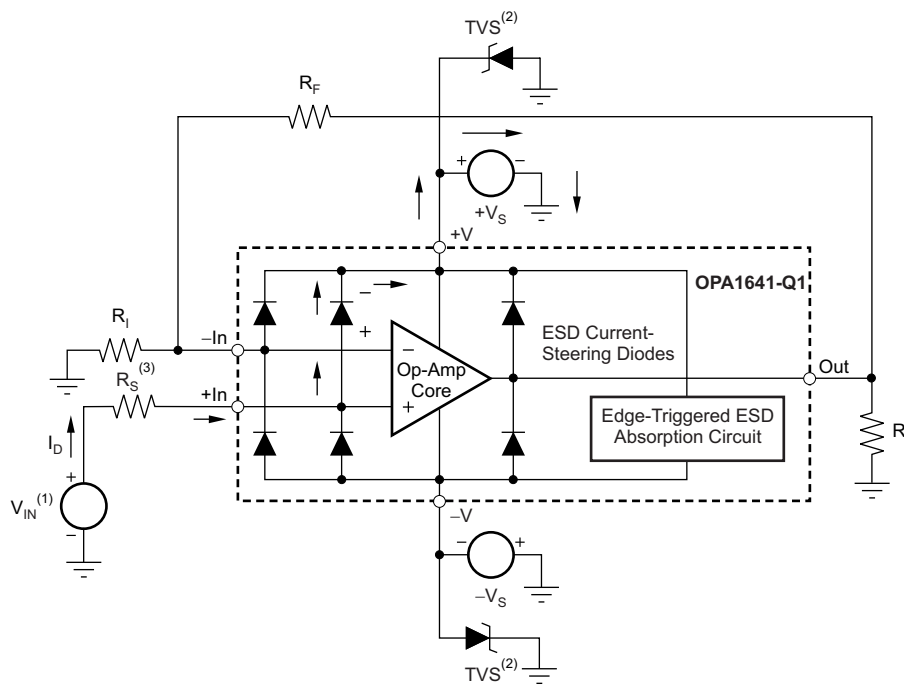 TVS(2)
RF
+ −
+VS
+V
OPA1641-Q1
−
+
RI
−In
−
ESD Current-
Steering Diodes
Op-Amp
Core
Out
(3)
RS
+In
+
Edge-Triggered ESD
Absorption Circuit
ID
R
+
VIN(1)
−
−V
− +
−VS
TVS(2)